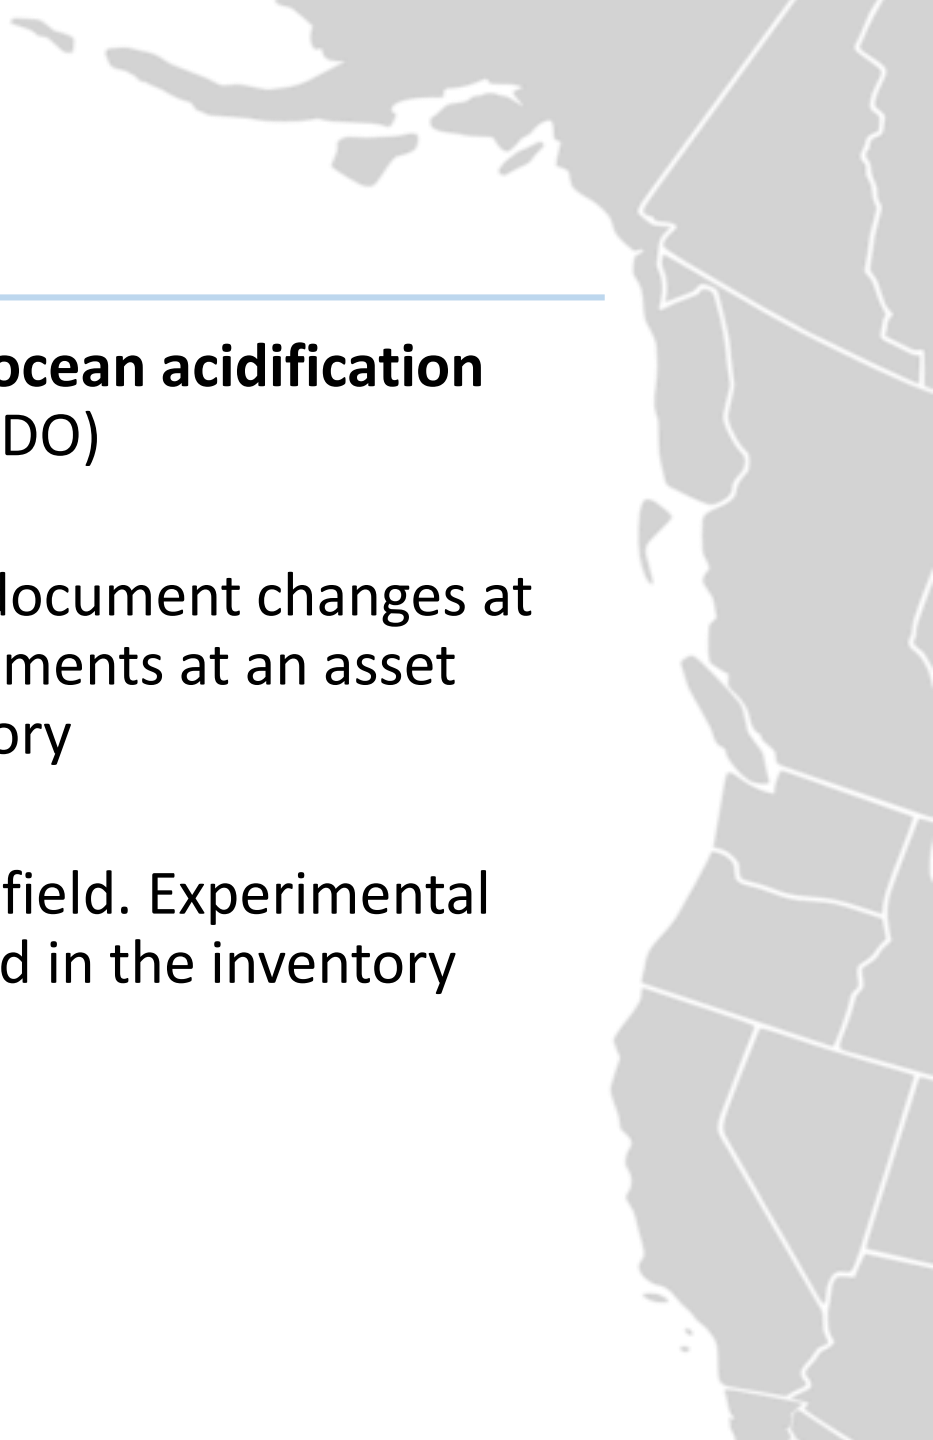 ocean acidification
DO)
document changes at
ments at an asset
ory
field. Experimental
d in the inventory